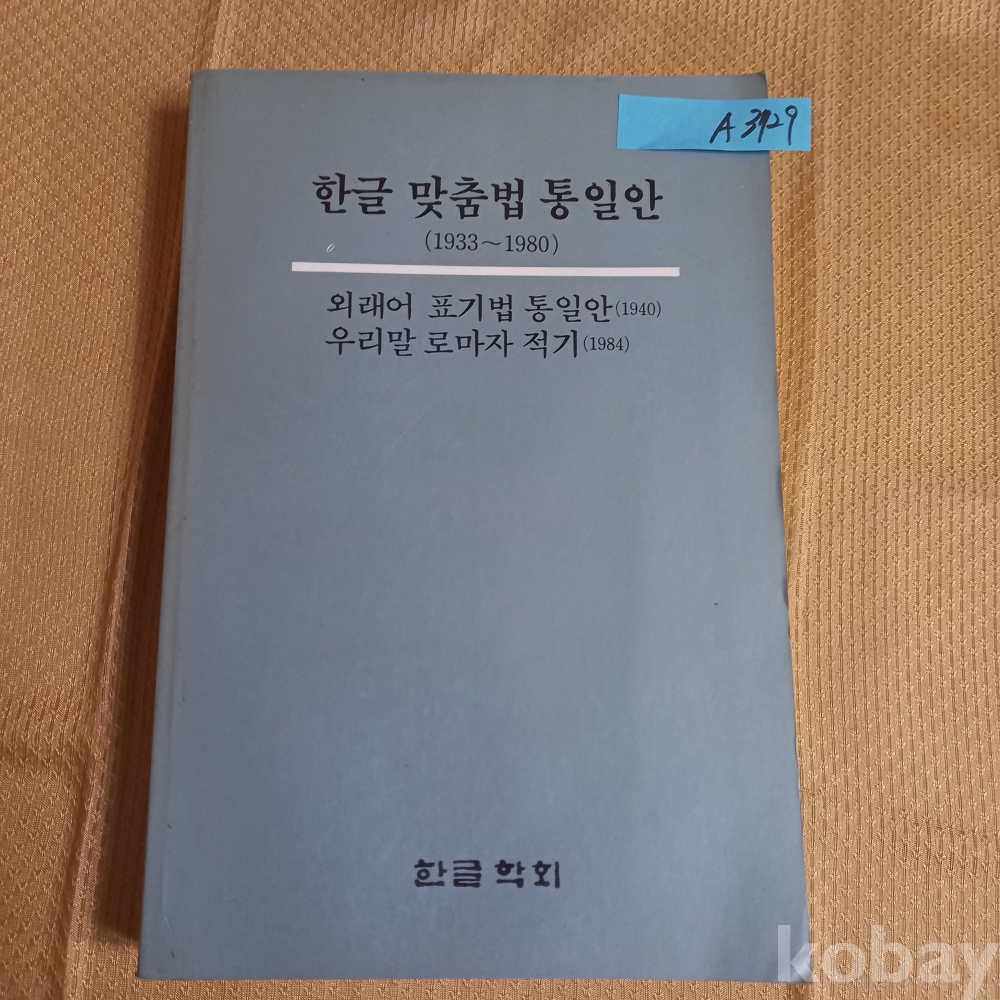 A3929
한글 맞춤법 통일안
(1933～1980)
외래어 표기법 통일안(1940)
우리말 로마자 적기(1984)
한글학회
kobay